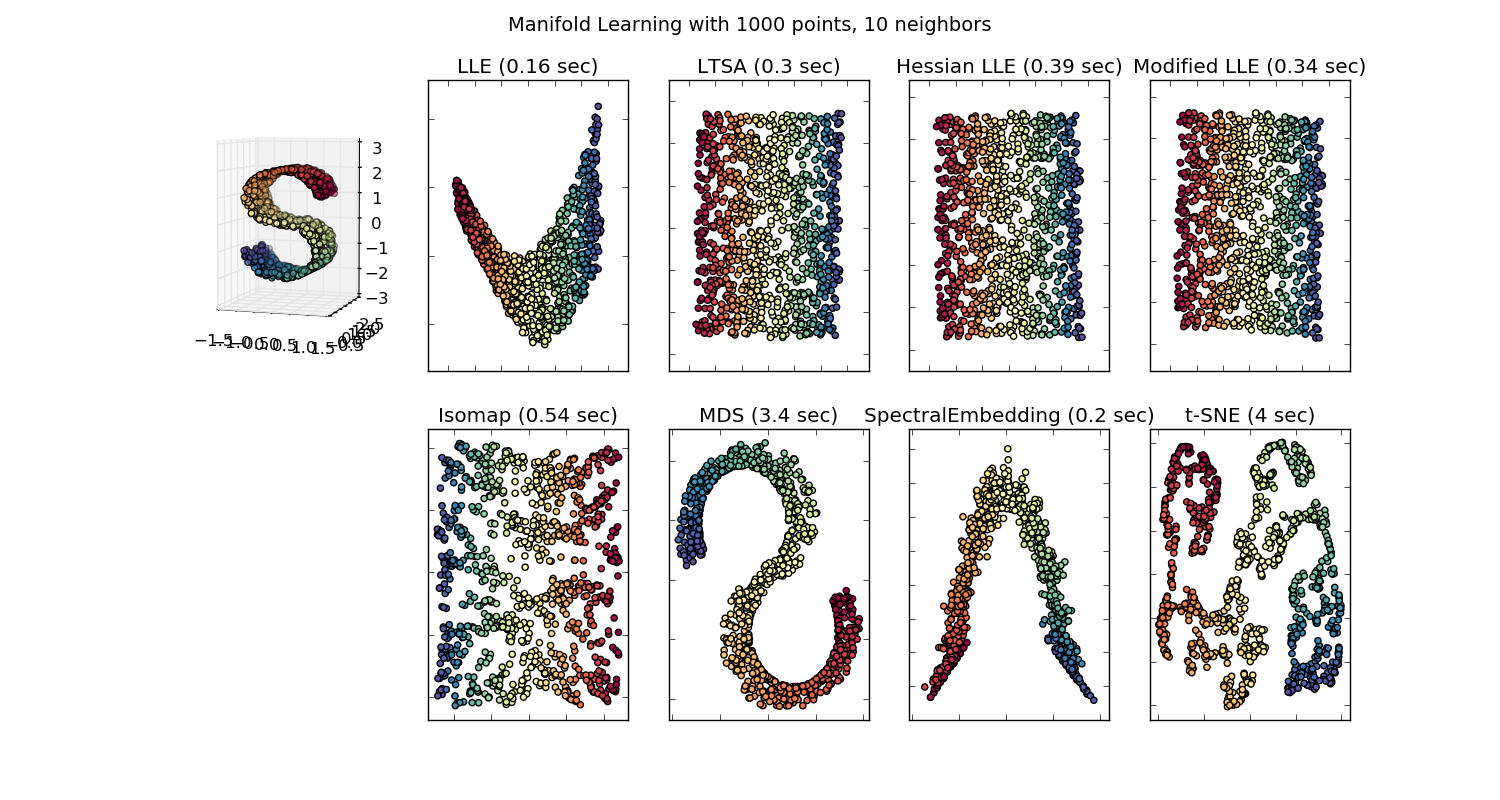 Manifold Learning with 1000 points, 10 neighbors
LLE (0.16 sec)
LTSA (0.3 sec)
Hessian LLE (0.39 sec)
Modified LLE (0.34 sec)
3
2
1
0
−1
−2
−3
Isomap (0.54 sec)
MDS (3.4 sec)
SpectralEmbedding (0.2 sec)
t-SNE (4 sec)